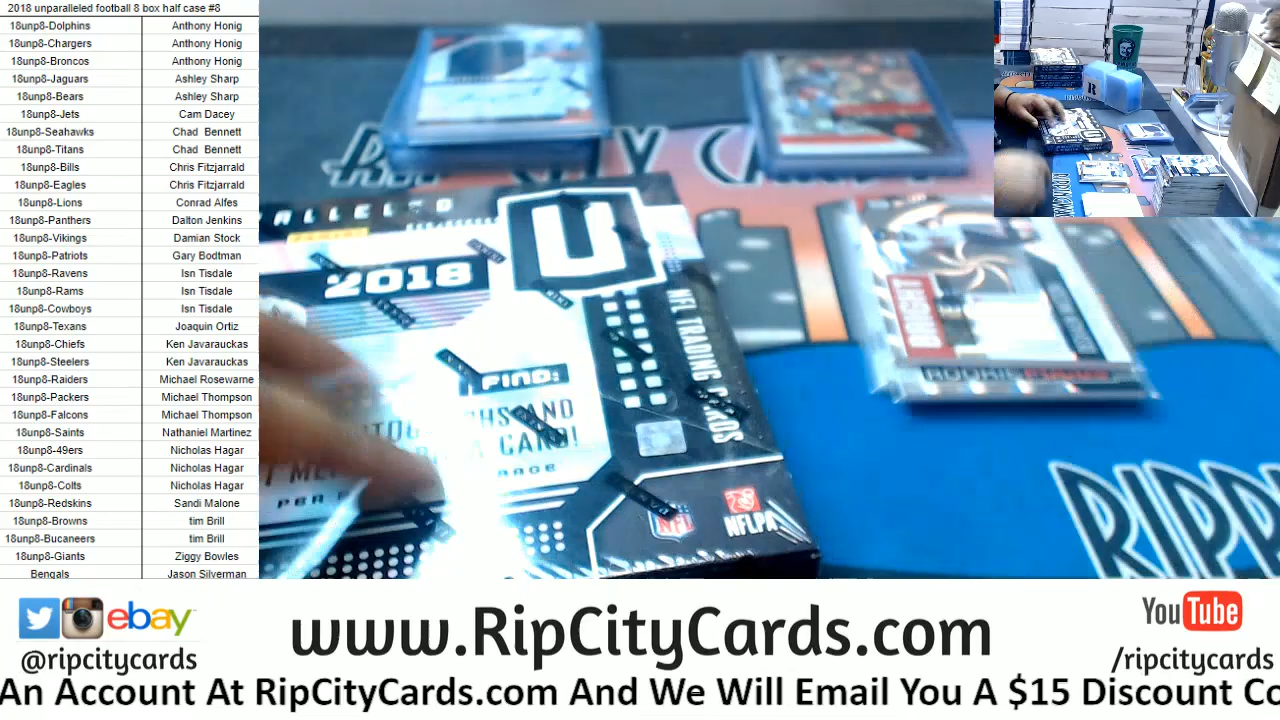 2018 unparalleled football 8 box half case #8
18unp8-Dolphins Anthony Honig
18unp8-Chargers Anthony Honig
18unp8-Broncos Anthony Honig
18unp8-Jaguars Ashley Sharp
18unp8-Bears Ashley Sharp
18unp8-Jets Cam Dacey
18unp8-Seahawks Chad Bennett
18unp8-Titans Chad Bennett
18unp8-Bills Chris Fitzjarrald
18unp8-Eagles Chris Fitzjarrald
18unp8-Lions Conrad Alfes
18unp8-Panthers Dalton Jenkins
18unp8-Vikings Damian Stock
18unp8-Patriots Gary Bodtman
18unp8-Ravens Isn Tisdale
18unp8-Rams Isn Tisdale
18unp8-Cowboys Isn Tisdale
18unp8-Texans Joaquin Ortiz
18unp8-Chiefs Ken Javarauckas
18unp8-Steelers Ken Javarauckas
18unp8-Raiders Michael Rosewarne
18unp8-Packers Michael Thompson
18unp8-Falcons Michael Thompson
18unp8-Saints Nathaniel Martinez
18unp8-49ers Nicholas Hagar
18unp8-Cardinals Nicholas Hagar
18unp8-Colts Nicholas Hagar
18unp8-Redskins Sandi Malone
18unp8-Browns tim Brill
18unp8-Bucaneers tim Brill
18unp8-Giants Ziggy Bowles
Bengals Jason Silverman
PANINI
U
2018
NFL TRADING CARDS
FIND:
AND
CARD!
PER
NFL
NFLPA
ROOKIE
RIPP
ebay
@ripcitycards
www.RipCityCards.com
YouTube
/ripcitycards
An Account At RipCityCards.com And We Will Email You A $15 Discount Co